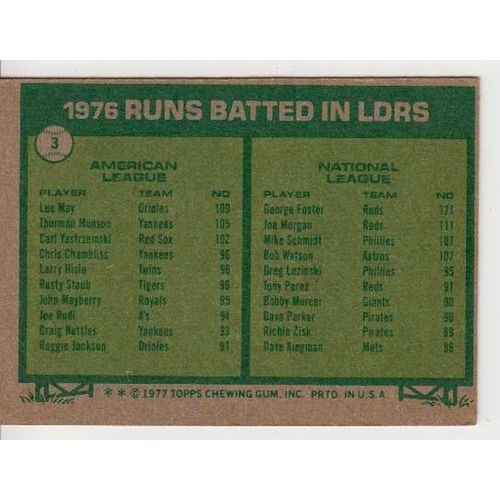 1976 RUNS BATTED IN LDRS
3
AMERICAN LEAGUE
PLAYER TEAM NO
Lee May Orioles 109
Thurman Munson Yankees 105
Carl Yastrzemski Red Sox 102
Chris Chambliss Yankees 96
Larry Hisle Twins 96
Rusty Staub Tigers 96
John Mayberry Royals 95
Joe Rudi A's 94
Craig Nettles Yankees 93
Reggie Jackson Orioles 91
NATIONAL LEAGUE
PLAYER TEAM NO
George Foster Reds 121
Joe Morgan Reds 111
Mike Schmidt Phillies 107
Bob Watson Astros 102
Greg Luzinski Phillies 95
Tony Perez Reds 91
Bobby Murcer Giants 90
Dave Parker Pirates 90
Richie Zisk Pirates 89
Dave Kingman Mets 86
** © 1977 TOPPS CHEWING GUM, INC. PRTD. IN U.S.A.